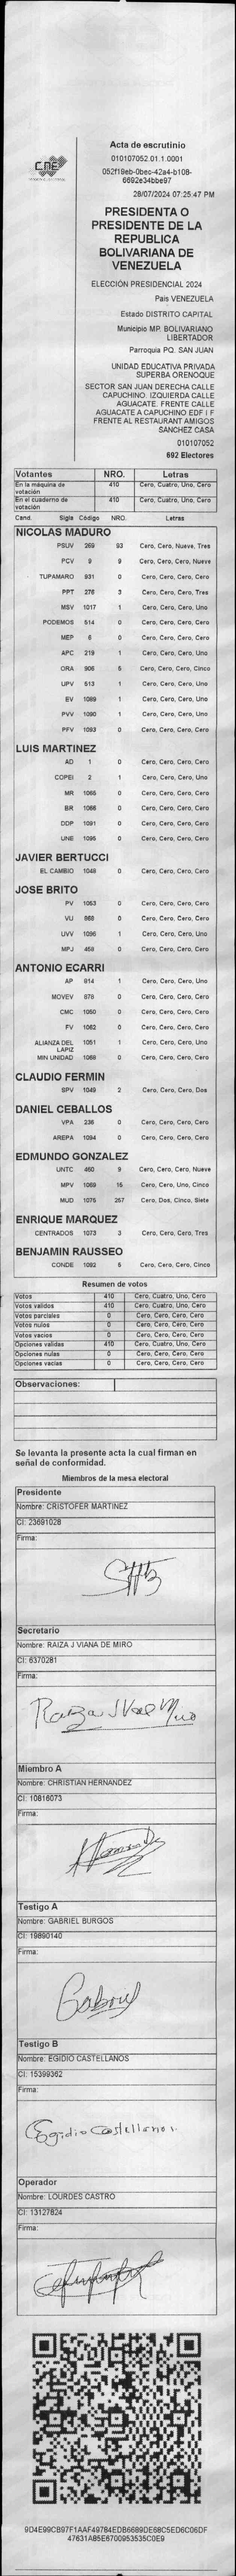 CNE
Acta de escrutinio
010107052.01.1.0001
052f19eb-0bec-42a4-b108-
6692e34bbe97
28/07/2024 07:25:47 PM
PRESIDENTA O
PRESIDENTE DE LA
REPUBLICA
BOLIVARIANA DE
VENEZUELA
ELECCIÓN PRESIDENCIAL 2024
Pais VENEZUELA
Estado DISTRITO CAPITAL
Municipio MP. BOLIVARIANO
LIBERTADOR
Parroquia PQ. SAN JUAN
UNIDAD EDUCATIVA PRIVADA
SUPERBA ORENOQUE
SECTOR SAN JUAN DERECHA CALLE
CAPUCHINO. IZQUIERDA CALLE
AGUACATE. FRENTE CALLE
AGUACATE A CAPUCHINO EDF I F
FRENTE AL RESTAURANT AMIGOS
SANCHEZ CASA
010107052
692 Electores
Votantes NRO. Letras
En la máquina de votación 410 Cero, Cuatro, Uno, Cero
En el cuaderno de votación 410 Cero, Cuatro, Uno, Cero
Cand. Sigla Código NRO. Letras
NICOLAS MADURO
PSUV 269 93 Cero, Cero, Nueve, Tres
PCV 9 9 Cero, Cero, Cero, Nueve
TUPAMARO 931 0 Cero, Cero, Cero, Cero
PPT 276 3 Cero, Cero, Cero, Tres
MSV 1017 1 Cero, Cero, Cero, Uno
PODEMOS 514 0 Cero, Cero, Cero, Cero
MEP 6 0 Cero, Cero, Cero, Cero
APC 219 1 Cero, Cero, Cero, Uno
ORA 906 5 Cero, Cero, Cero, Cinco
UPV 513 1 Cero, Cero, Cero, Uno
EV 1089 1 Cero, Cero, Cero, Uno
PVV 1090 1 Cero, Cero, Cero, Uno
PFV 1093 0 Cero, Cero, Cero, Cero
LUIS MARTINEZ
AD 1 0 Cero, Cero, Cero, Cero
COPEI 2 1 Cero, Cero, Cero, Uno
MR 1065 0 Cero, Cero, Cero, Cero
BR 1066 0 Cero, Cero, Cero, Cero
DDP 1091 0 Cero, Cero, Cero, Cero
UNE 1095 0 Cero, Cero, Cero, Cero
JAVIER BERTUCCI
EL CAMBIO 1048 0 Cero, Cero, Cero, Cero
JOSE BRITO
PV 1053 0 Cero, Cero, Cero, Cero
VU 868 0 Cero, Cero, Cero, Cero
UVV 1096 1 Cero, Cero, Cero, Uno
MPJ 458 0 Cero, Cero, Cero, Cero
ANTONIO ECARRI
AP 814 1 Cero, Cero, Cero, Uno
MOVEV 878 0 Cero, Cero, Cero, Cero
CMC 1050 0 Cero, Cero, Cero, Cero
FV 1062 0 Cero, Cero, Cero, Cero
ALIANZA DEL LAPIZ 1051 1 Cero, Cero, Cero, Uno
MIN UNIDAD 1068 0 Cero, Cero, Cero, Cero
CLAUDIO FERMIN
SPV 1049 2 Cero, Cero, Cero, Dos
DANIEL CEBALLOS
VPA 236 0 Cero, Cero, Cero, Cero
AREPA 1094 0 Cero, Cero, Cero, Cero
EDMUNDO GONZALEZ
UNTC 460 9 Cero, Cero, Cero, Nueve
MPV 1069 15 Cero, Cero, Uno, Cinco
MUD 1075 257 Cero, Dos, Cinco, Siete
ENRIQUE MARQUEZ
CENTRADOS 1073 3 Cero, Cero, Cero, Tres
BENJAMIN RAUSSEO
CONDE 1092 5 Cero, Cero, Cero, Cinco
Resumen de votos
Votos 410 Cero, Cuatro, Uno, Cero
Votos validos 410 Cero, Cuatro, Uno, Cero
Votos parciales 0 Cero, Cero, Cero, Cero
Votos nulos 0 Cero, Cero, Cero, Cero
Votos vacios 0 Cero, Cero, Cero, Cero
Opciones validas 410 Cero, Cuatro, Uno, Cero
Opciones nulas 0 Cero, Cero, Cero, Cero
Opciones vacias 0 Cero, Cero, Cero, Cero
Observaciones:
Se levanta la presente acta la cual firman en
señal de conformidad.
Miembros de la mesa electoral
Presidente
Nombre: CRISTOFER MARTINEZ
CI: 23691028
Firma:
Secretario
Nombre: RAIZA J VIANA DE MIRO
CI: 6370281
Firma:
Raiza J
Miembro A
Nombre: CHRISTIAN HERNANDEZ
CI: 10816073
Firma:
Testigo A
Nombre: GABRIEL BURGOS
CI: 19890140
Firma:
Gabriel
Testigo B
Nombre: EGIDIO CASTELLANOS
CI: 15399362
Firma:
Egidio Castellanos
Operador
Nombre: LOURDES CASTRO
CI: 13127824
Firma:
9D4E99CB97F1AAF49784EDB6689DE68C5ED6C06DF
47631A85E6700953535C0E9